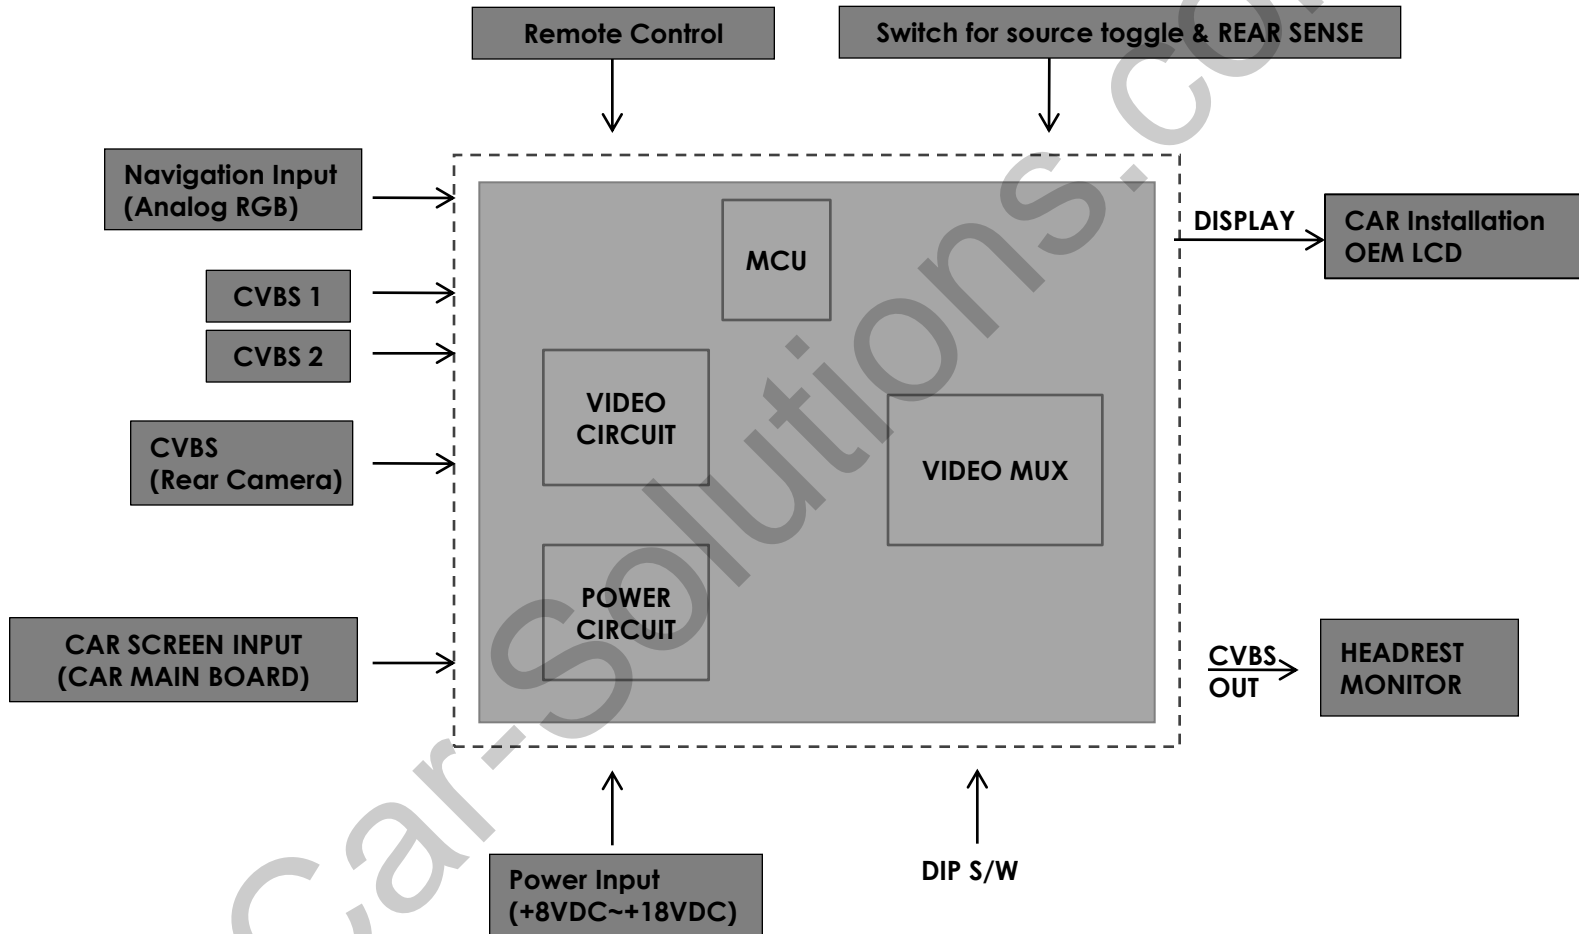 Remote Control
Switch for source toggle & REAR SENSE
Navigation Input
(Analog RGB)
CVBS 1
CVBS 2
CVBS
(Rear Camera)
CAR SCREEN INPUT
(CAR MAIN BOARD)
MCU
VIDEO
CIRCUIT
VIDEO MUX
POWER
CIRCUIT
DISPLAY
CAR Installation
OEM LCD
CVBS
OUT
HEADREST
MONITOR
Power Input
(+8VDC~+18VDC)
DIP S/W
Car-Solutions.com